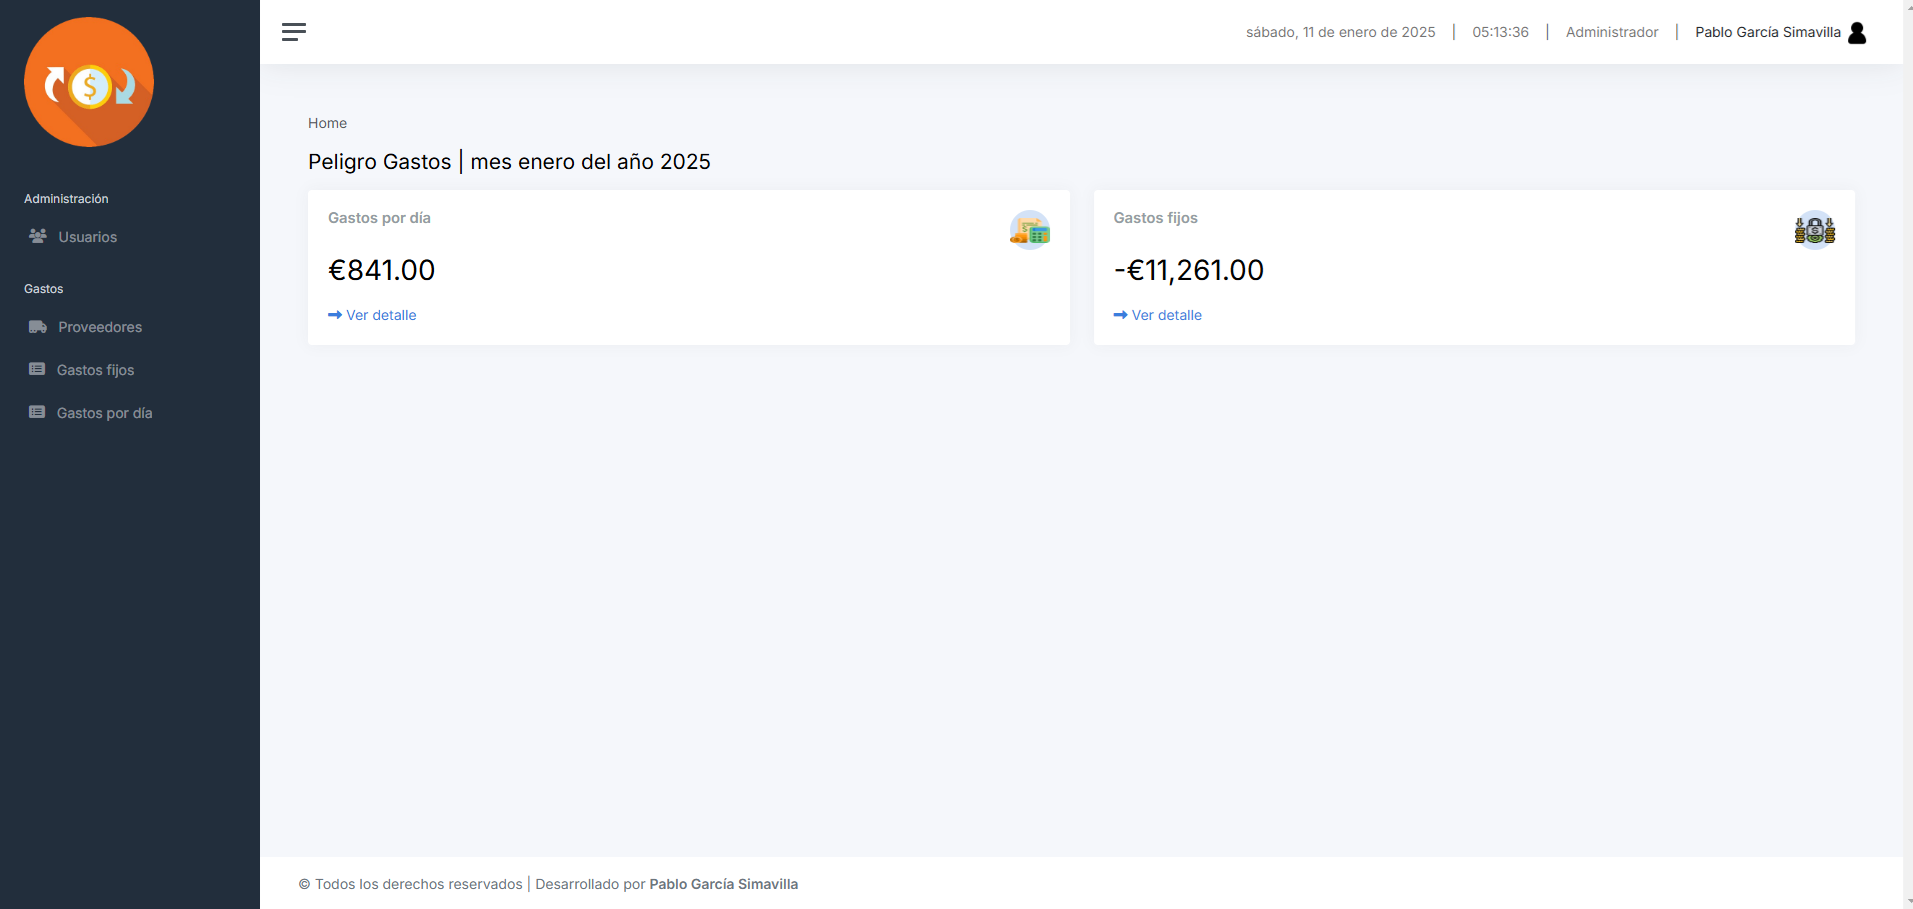 sábado, 11 de enero de 2025 | 05:13:36 | Administrador | Pablo García Simavilla
Administración
Usuarios
Gastos
Proveedores
Gastos fijos
Gastos por día
Home
Peligro Gastos | mes enero del año 2025
Gastos por día
€841.00
Ver detalle
Gastos fijos
-€11,261.00
Ver detalle
© Todos los derechos reservados | Desarrollado por Pablo García Simavilla